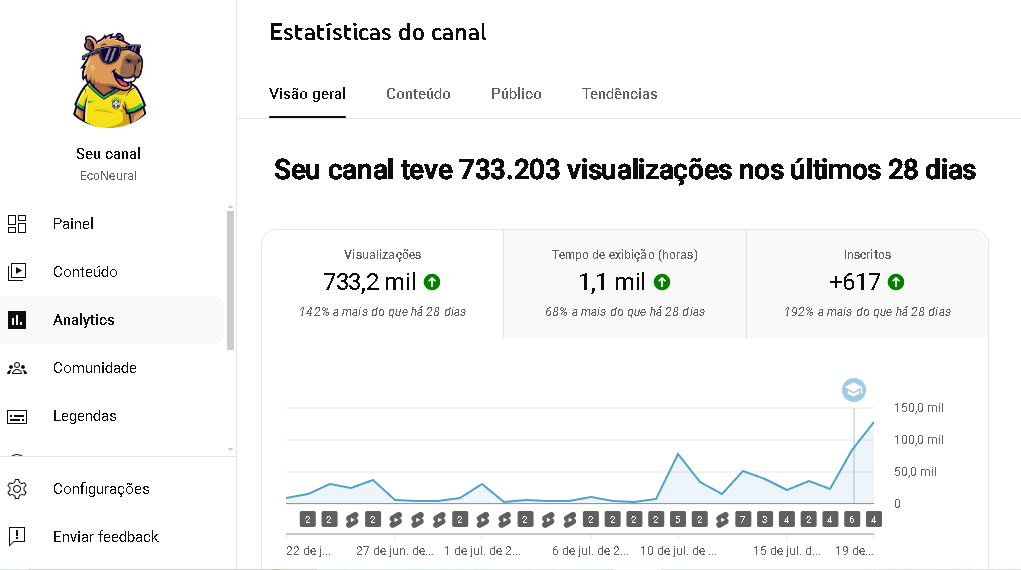 Estatísticas do canal
Visão geral
Conteúdo
Público
Tendências
Seu canal
EcoNeural
Painel
Conteúdo
Analytics
Comunidade
Legendas
Configurações
Enviar feedback
Seu canal teve 733.203 visualizações nos últimos 28 dias
Visualizações
733,2 mil
142% a mais do que há 28 dias
Tempo de exibição (horas)
1,1 mil
68% a mais do que há 28 dias
Inscritos
+617
192% a mais do que há 28 dias
150,0 mil
100,0 mil
50,0 mil
0
2 2 2 2 2 2 2 2 2 5 2 7 3 4 2 4 6 4
22 de j...
27 de jun. de...
1 de jul. de 2...
6 de jul. de 2...
10 de jul. de ...
15 de jul. d...
19 de...